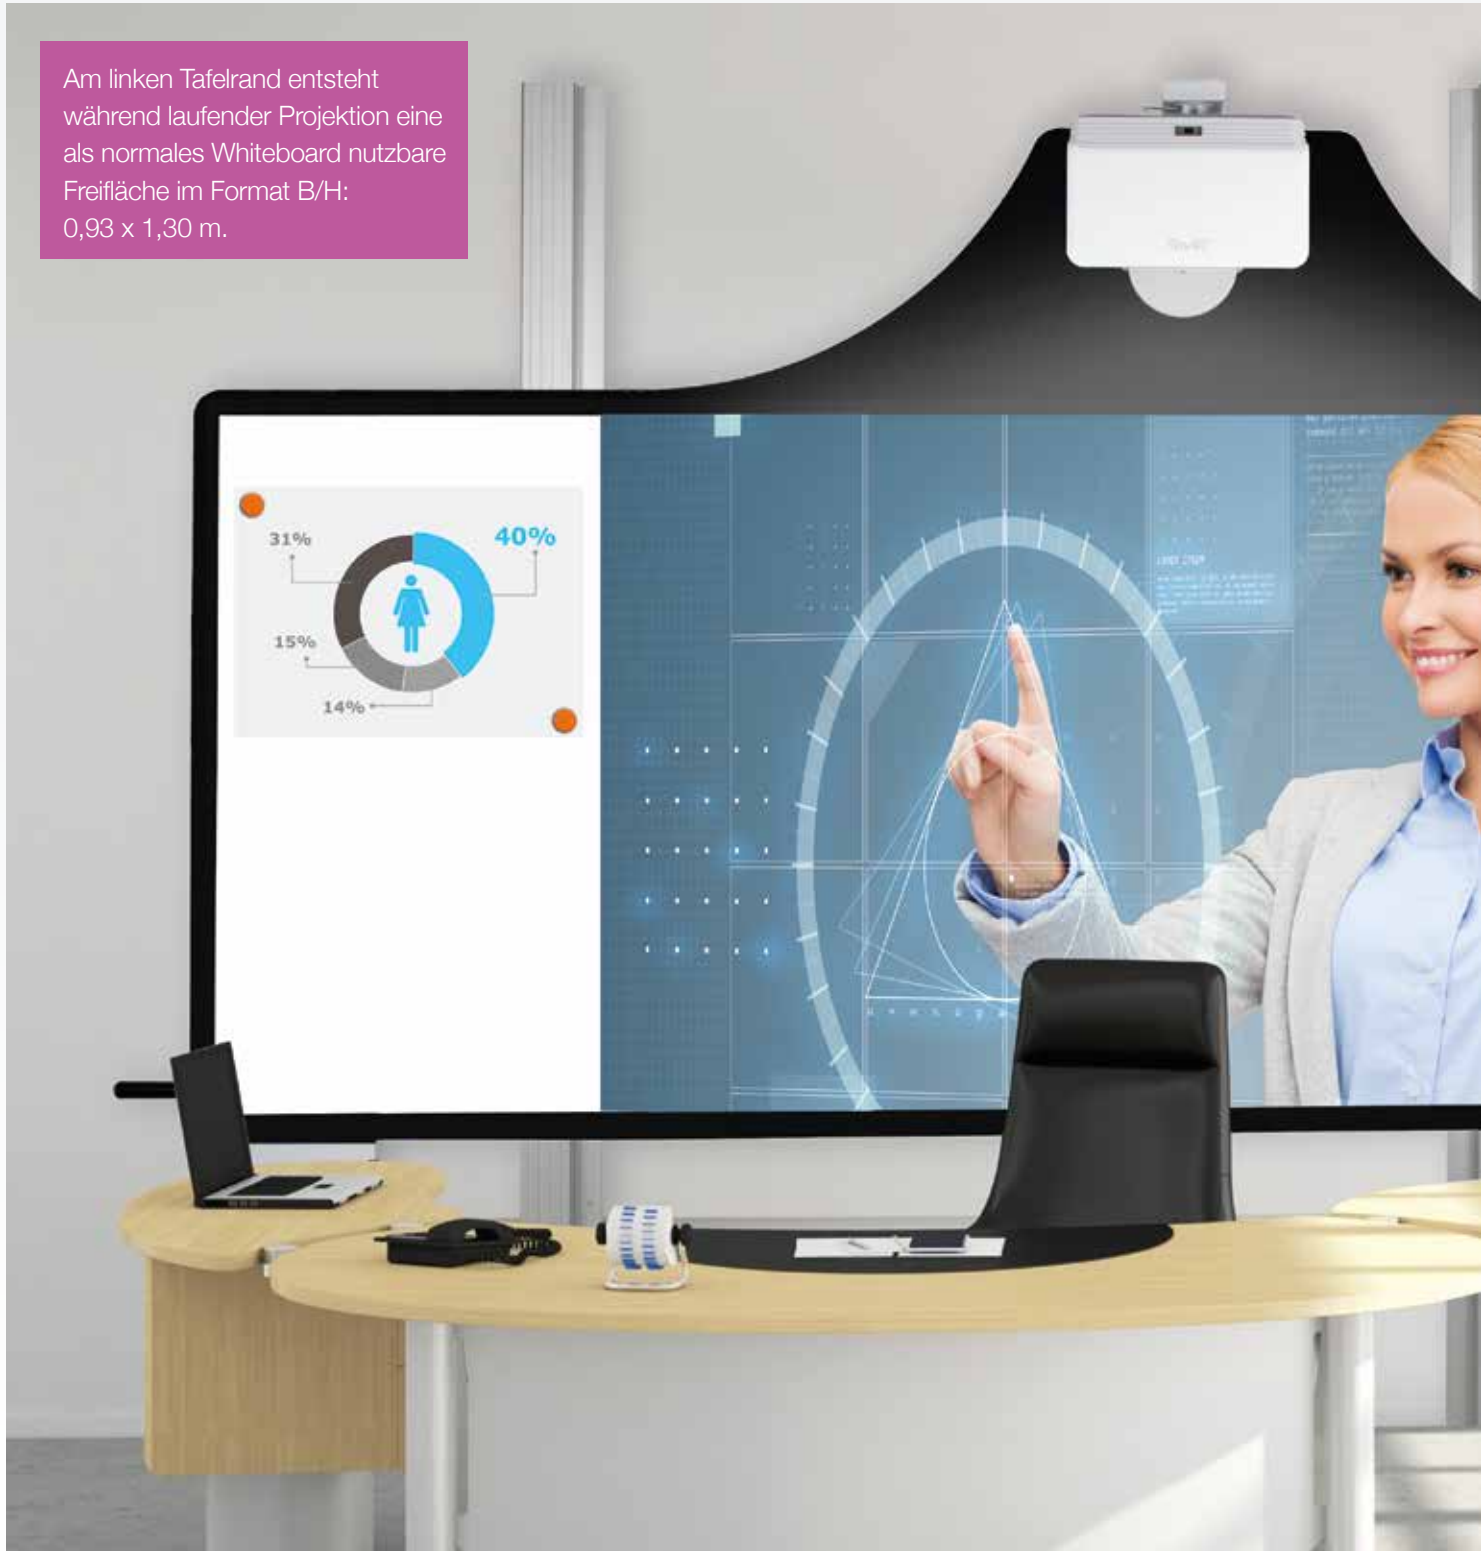 Am linken Tafelrand entsteht
während laufender Projektion eine
als normales Whiteboard nutzbare
Freifläche im Format B/H:
0,93 x 1,30 m.
31%
40%
15%
14%